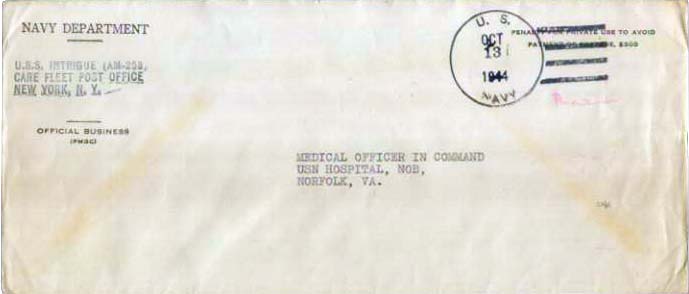 NAVY DEPARTMENT
U.S.S. INTRIGUE (AM-253,
CARE FLEET POST OFFICE
NEW YORK, N. Y.
OFFICIAL BUSINESS
MEDICAL OFFICER IN COMMAND
USN HOSPITAL, NOB,
NORFOLK, VA.
U. S.
OCT
13
1944
NAVY
PENALTY FOR PRIVATE USE TO AVOID
PAYMENT OF POSTAGE, $300